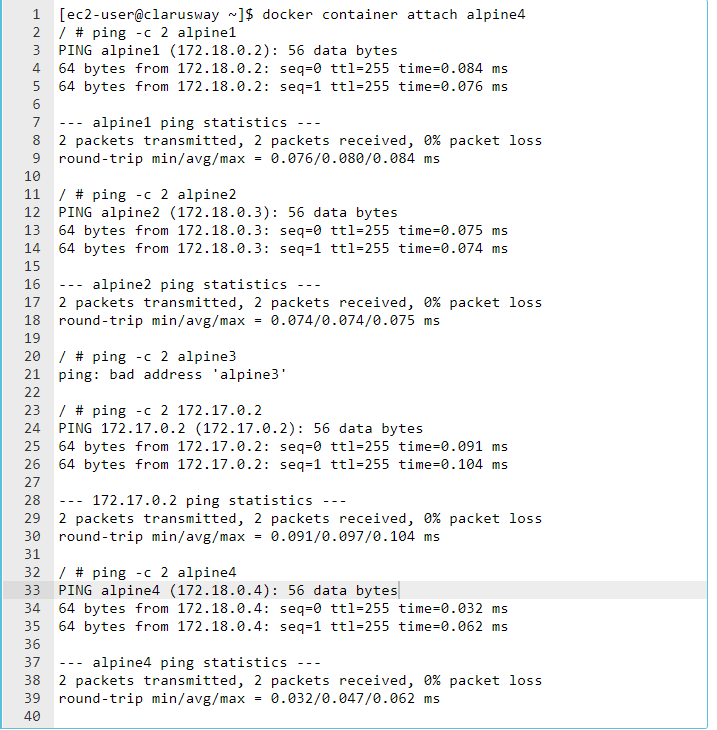 1 [ec2-user@clarusway ~]$ docker container attach alpine4
2 / # ping -c 2 alpine1
3 PING alpine1 (172.18.0.2): 56 data bytes
4 64 bytes from 172.18.0.2: seq=0 ttl=255 time=0.084 ms
5 64 bytes from 172.18.0.2: seq=1 ttl=255 time=0.076 ms
6
7 --- alpine1 ping statistics ---
8 2 packets transmitted, 2 packets received, 0% packet loss
9 round-trip min/avg/max = 0.076/0.080/0.084 ms
10
11 / # ping -c 2 alpine2
12 PING alpine2 (172.18.0.3): 56 data bytes
13 64 bytes from 172.18.0.3: seq=0 ttl=255 time=0.075 ms
14 64 bytes from 172.18.0.3: seq=1 ttl=255 time=0.074 ms
15
16 --- alpine2 ping statistics ---
17 2 packets transmitted, 2 packets received, 0% packet loss
18 round-trip min/avg/max = 0.074/0.074/0.075 ms
19
20 / # ping -c 2 alpine3
21 ping: bad address 'alpine3'
22
23 / # ping -c 2 172.17.0.2
24 PING 172.17.0.2 (172.17.0.2): 56 data bytes
25 64 bytes from 172.17.0.2: seq=0 ttl=255 time=0.091 ms
26 64 bytes from 172.17.0.2: seq=1 ttl=255 time=0.104 ms
27
28 --- 172.17.0.2 ping statistics ---
29 2 packets transmitted, 2 packets received, 0% packet loss
30 round-trip min/avg/max = 0.091/0.097/0.104 ms
31
32 / # ping -c 2 alpine4
33 PING alpine4 (172.18.0.4): 56 data bytes
34 64 bytes from 172.18.0.4: seq=0 ttl=255 time=0.032 ms
35 64 bytes from 172.18.0.4: seq=1 ttl=255 time=0.062 ms
36
37 --- alpine4 ping statistics ---
38 2 packets transmitted, 2 packets received, 0% packet loss
39 round-trip min/avg/max = 0.032/0.047/0.062 ms
40